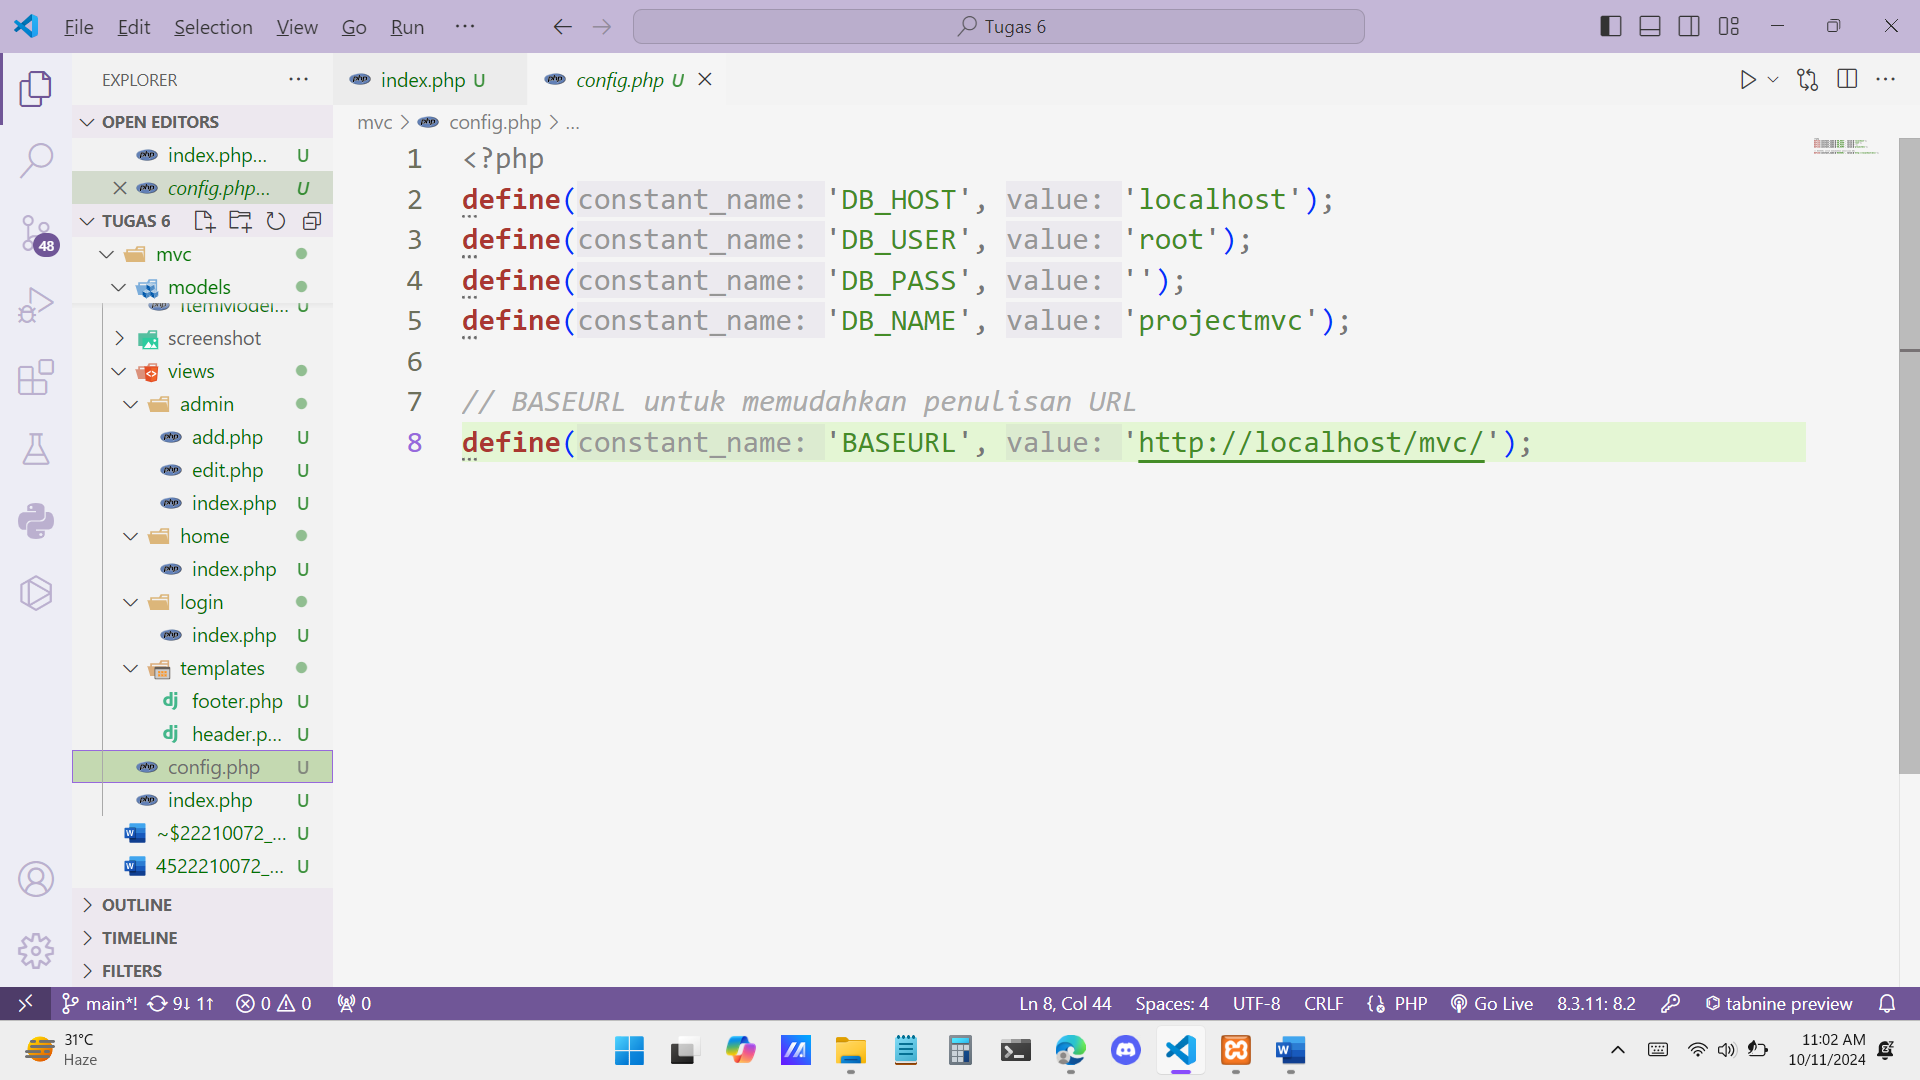 File Edit Selection View Go Run ··· Tugas 6
EXPLORER ···
index.php U
config.php U
OPEN EDITORS
index.php... U
config.php... U
TUGAS 6
48
mvc
models
ItemModel... U
screenshot
views
admin
add.php U
edit.php U
index.php U
home
index.php U
login
index.php U
templates
footer.php U
header.p... U
config.php U
index.php U
~$22210072_... U
4522210072_... U
OUTLINE
TIMELINE
FILTERS
mvc > config.php > ...
1 <?php
2 define(constant_name: 'DB_HOST', value: 'localhost');
3 define(constant_name: 'DB_USER', value: 'root');
4 define(constant_name: 'DB_PASS', value: '');
5 define(constant_name: 'DB_NAME', value: 'projectmvc');
6
7 // BASEURL untuk memudahkan penulisan URL
8 define(constant_name: 'BASEURL', value: 'http://localhost/mvc/');
main*! 9↓ 1↑ 0 0 0 Ln 8, Col 44 Spaces: 4 UTF-8 CRLF PHP Go Live 8.3.11: 8.2 tabnine preview
31°C
Haze
11:02 AM
10/11/2024